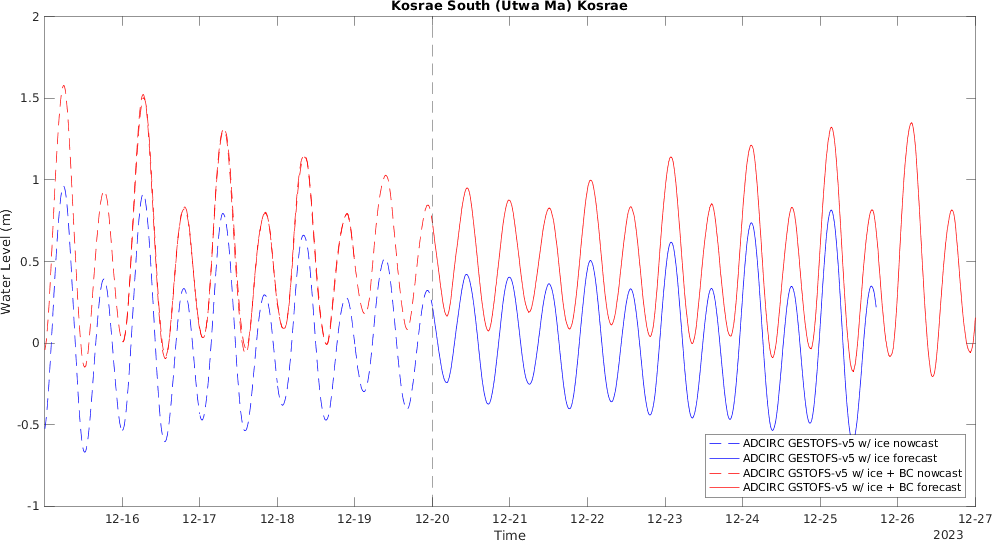 Kosrae South (Utwa Ma) Kosrae
Water Level (m)
2
1.5
1
0.5
0
-0.5
-1
12-16 12-17 12-18 12-19 12-20 12-21 12-22 12-23 12-24 12-25 12-26 12-27
Time
2023
ADCIRC GESTOFS-v5 w/ ice nowcast
ADCIRC GESTOFS-v5 w/ ice forecast
ADCIRC GSTOFS-v5 w/ ice + BC nowcast
ADCIRC GSTOFS-v5 w/ ice + BC forecast